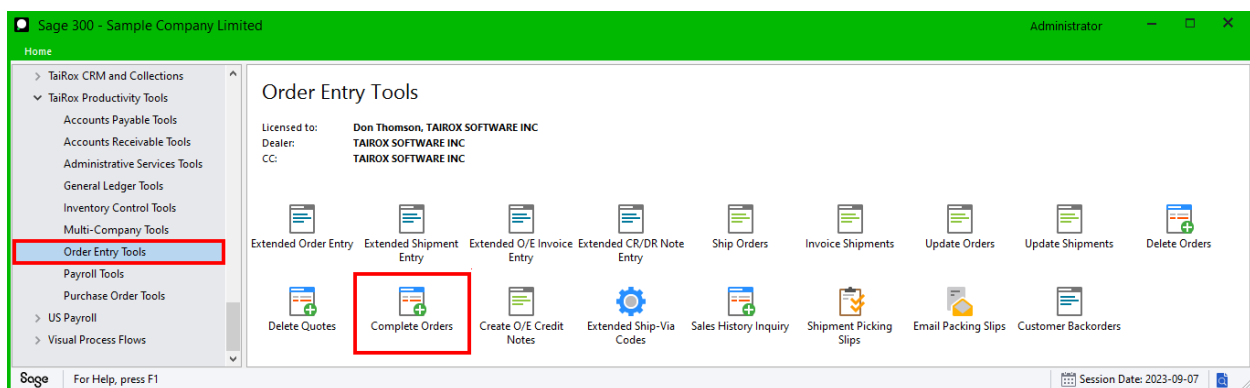 Sage 300 - Sample Company Limited
Administrator
Home
TaiRox CRM and Collections
TaiRox Productivity Tools
Accounts Payable Tools
Accounts Receivable Tools
Administrative Services Tools
General Ledger Tools
Inventory Control Tools
Multi-Company Tools
Order Entry Tools
Payroll Tools
Purchase Order Tools
US Payroll
Visual Process Flows
Order Entry Tools
Licensed to: Don Thomson, TAIROX SOFTWARE INC
Dealer: TAIROX SOFTWARE INC
CC: TAIROX SOFTWARE INC
Extended Order Entry
Extended Shipment
Entry
Extended O/E Invoice
Entry
Extended CR/DR Note
Entry
Ship Orders
Invoice Shipments
Update Orders
Update Shipments
Delete Orders
Delete Quotes
Complete Orders
Create O/E Credit
Notes
Extended Ship-Via
Codes
Sales History Inquiry
Shipment Picking
Slips
Email Packing Slips
Customer Backorders
Sage
For Help, press F1
Session Date: 2023-09-07